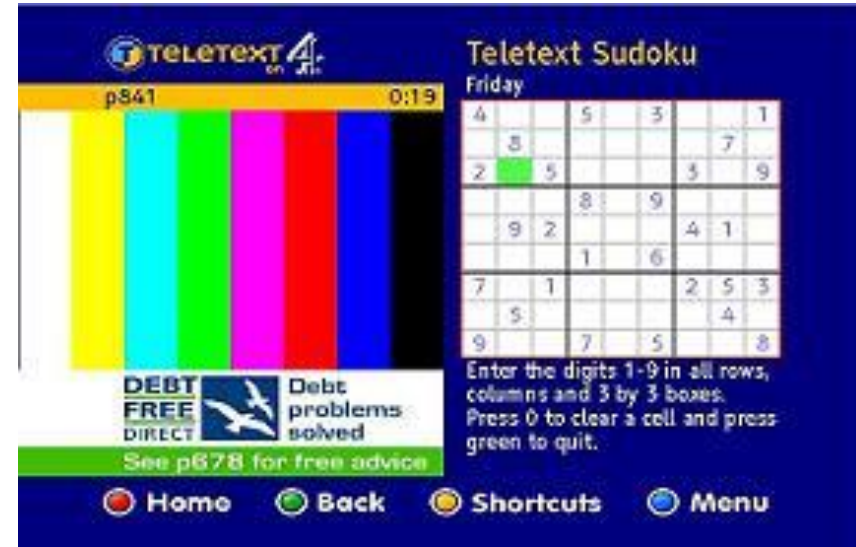 TELETEXT
on 4
p841 0:19
DEBT
FREE
DIRECT
Debt
problems
solved
See p678 for free advice
Teletext Sudoku
Friday
4 5 3 1
8 7
2 5 3 9
8 9
9 2 4 1
1 6
7 1 2 5 3
5 4
9 7 5 8
Enter the digits 1-9 in all rows,
columns and 3 by 3 boxes.
Press 0 to clear a cell and press
green to quit.
Home Back Shortcuts Menu